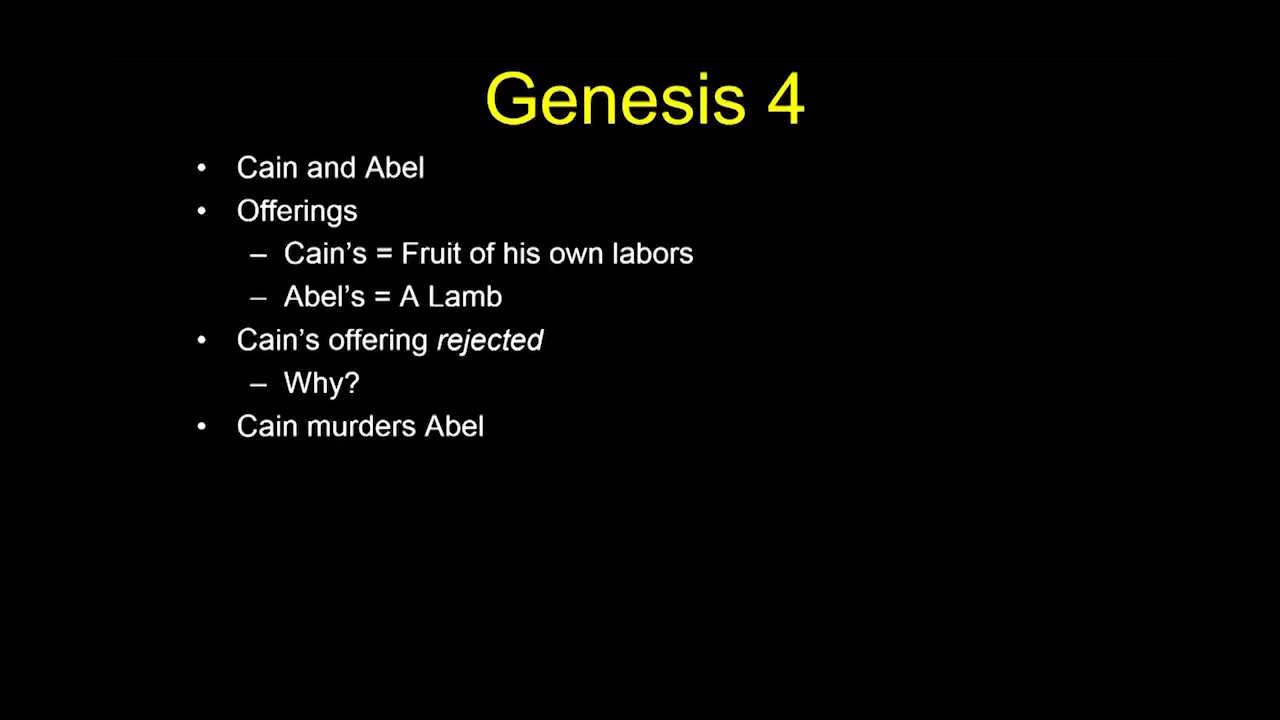 Genesis 4
• Cain and Abel
• Offerings
– Cain’s = Fruit of his own labors
– Abel’s = A Lamb
• Cain’s offering rejected
– Why?
• Cain murders Abel